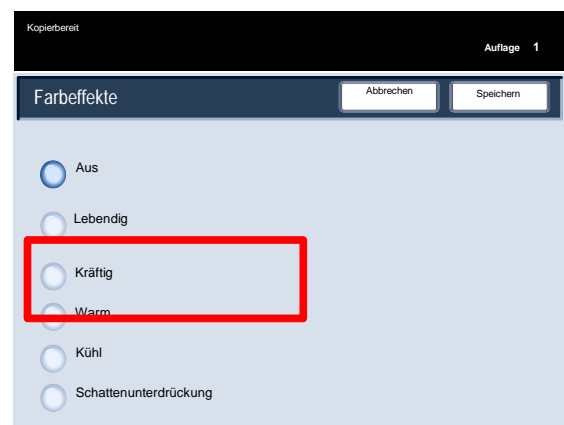 Kopierbereit
Auflage 1
Farbeffekte
Abbrechen
Speichern
Aus
Lebendig
Kräftig
Warm
Kühl
Schattenunterdrückung